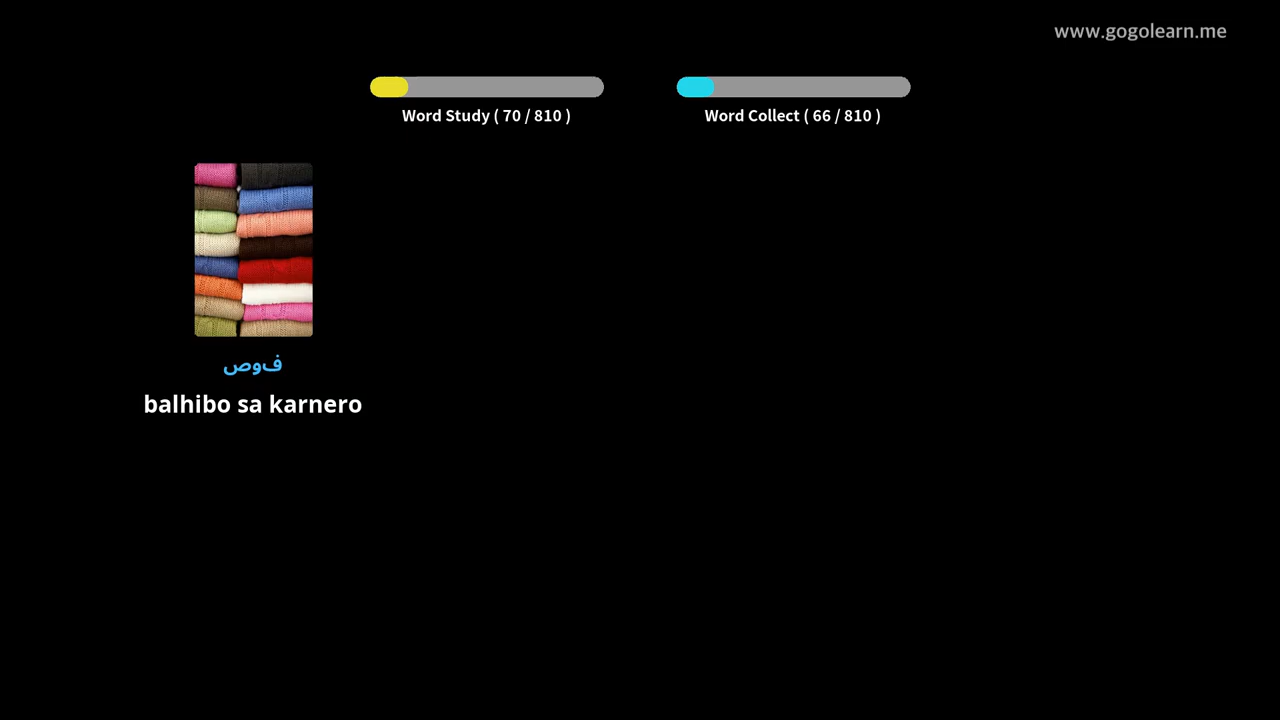 www.gogolearn.me
Word Study ( 70 / 810 )
Word Collect ( 66 / 810 )
فوص
balhibo sa karnero